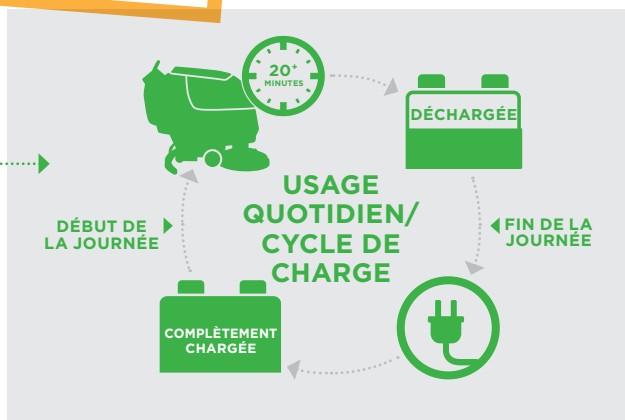 20+
MINUTES
DÉCHARGÉE
USAGE
QUOTIDIEN/
CYCLE DE
CHARGE
DÉBUT DE
LA JOURNÉE
FIN DE LA
JOURNÉE
COMPLÈTEMENT
CHARGÉE